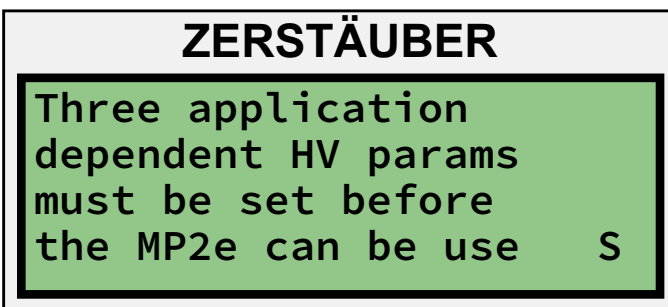 ZERSTÄUBER
Three application
dependent HV params
must be set before
the MP2e can be use S